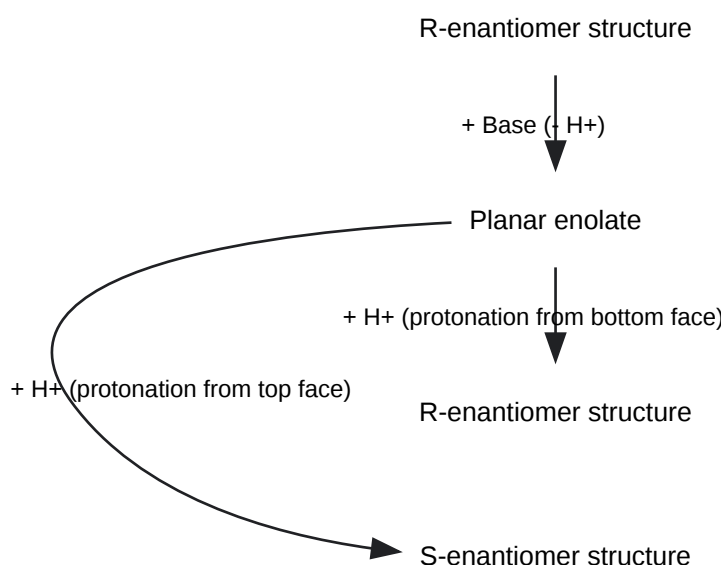 R-enantiomer structure
+ Base (- H+)
Planar enolate
+ H+ (protonation from bottom face)
+ H+ (protonation from top face)
R-enantiomer structure
S-enantiomer structure